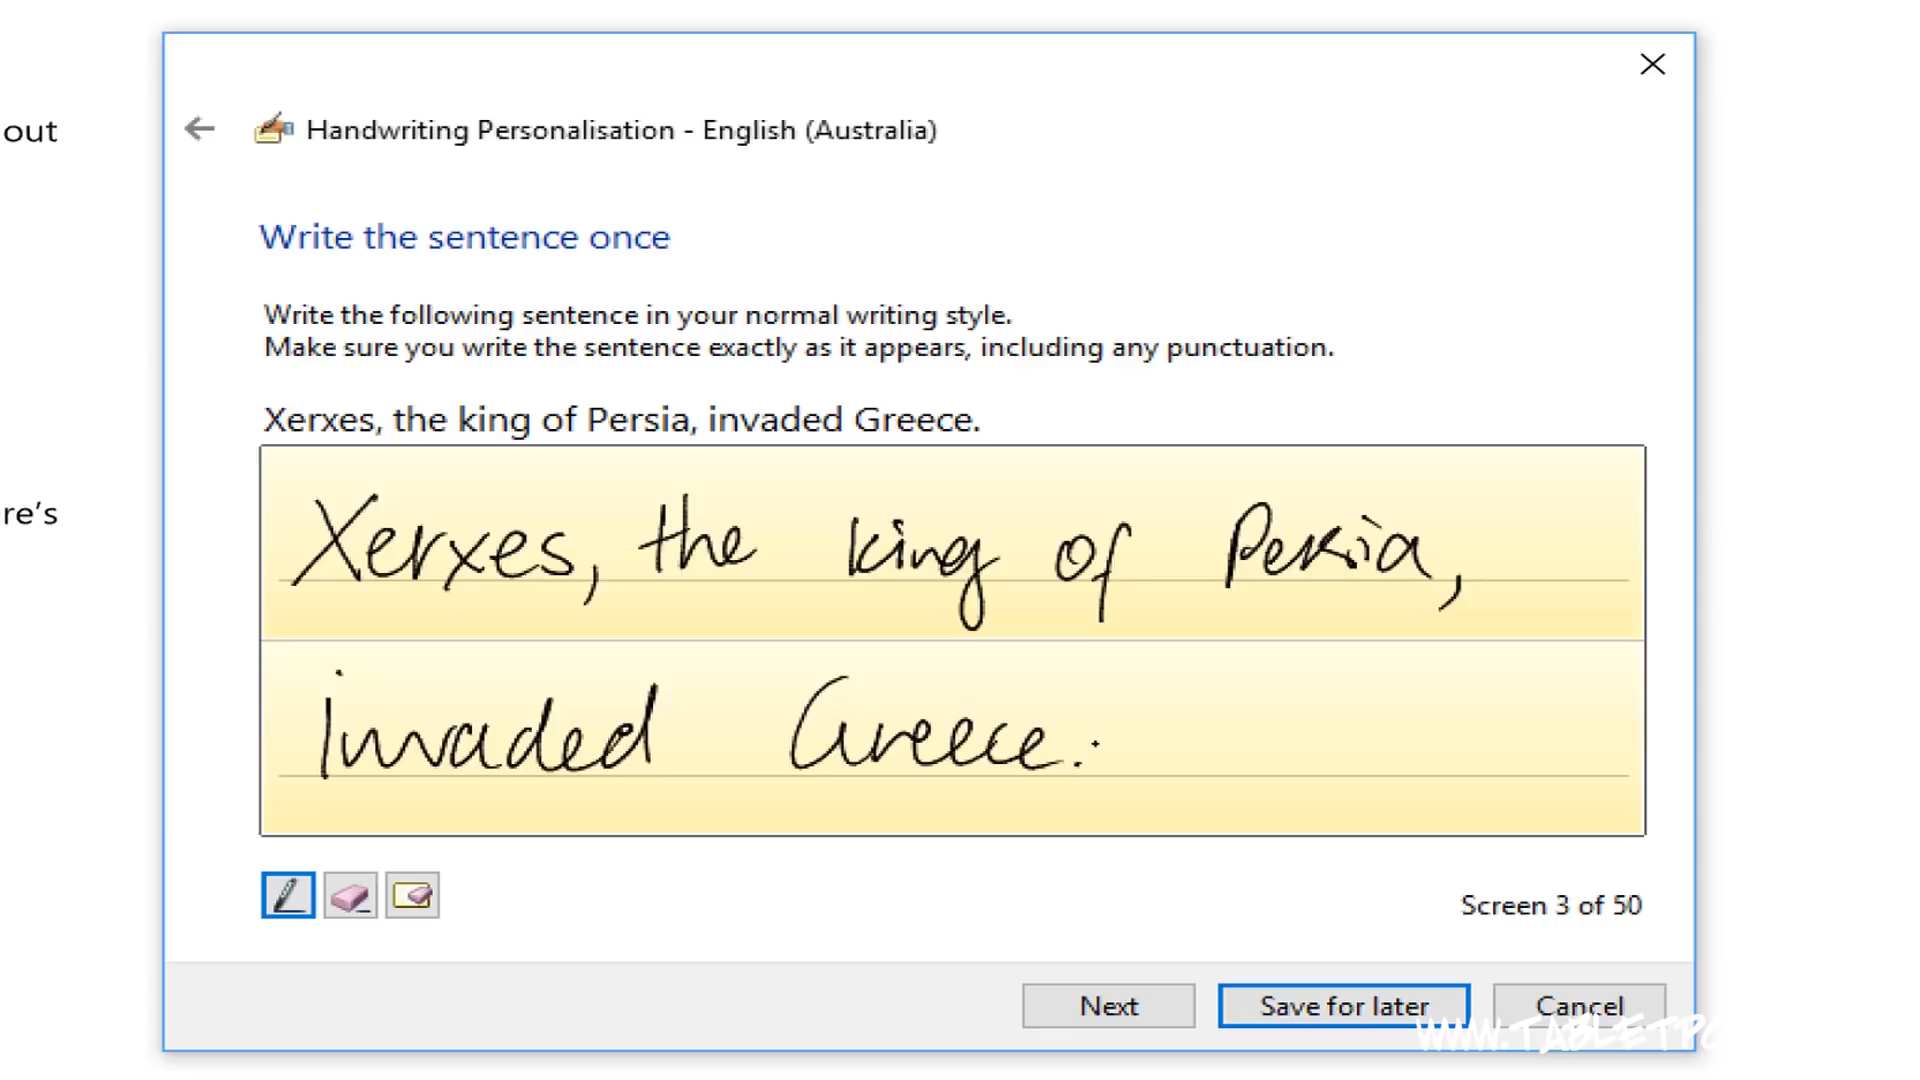 out
Handwriting Personalisation - English (Australia)
Write the sentence once
Write the following sentence in your normal writing style.
Make sure you write the sentence exactly as it appears, including any punctuation.
Xerxes, the king of Persia, invaded Greece.
Xerxes, the king of Persia,
re’s
invaded Greece.
Screen 3 of 50
Next Save for later Cancel
WWW.TABLETPC